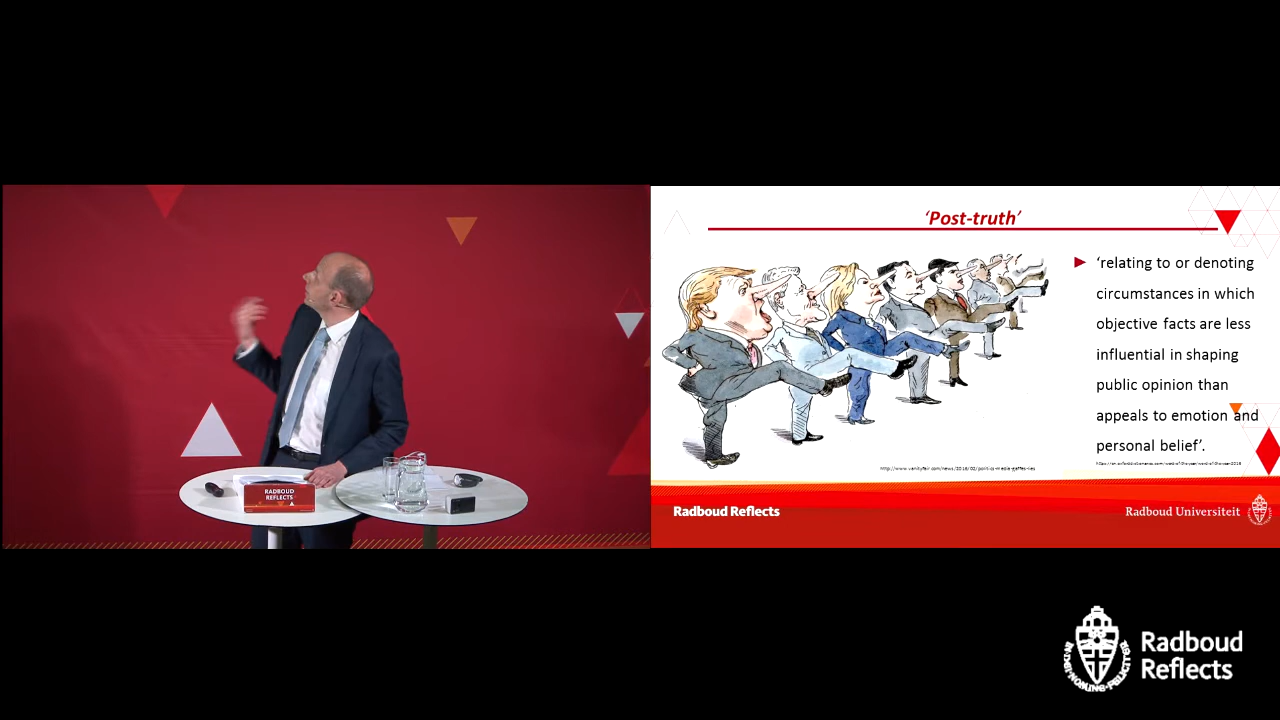 RADBOUD
REFLECTS
'Post-truth'
'relating to or denoting
circumstances in which
objective facts are less
influential in shaping
public opinion than
appeals to emotion and
personal belief'.
Radboud Reflects
Radboud Universiteit
Radboud
Reflects